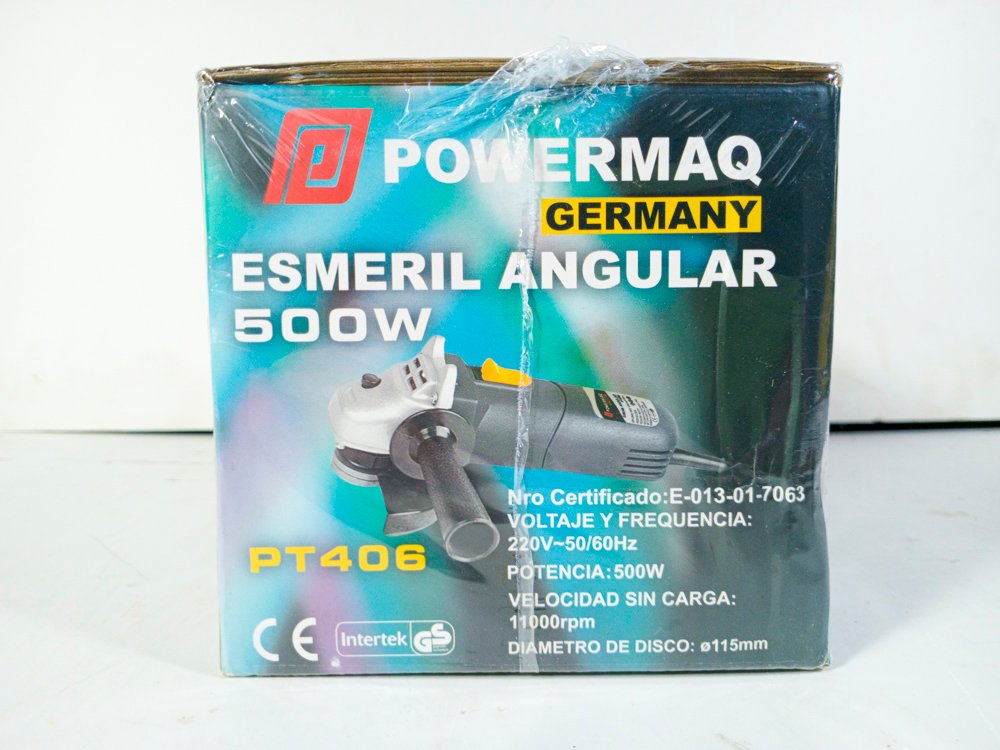 POWERMAQ
GERMANY
ESMERIL ANGULAR
500W
Nro Certificado:E-013-01-7063
VOLTAJE Y FREQUENCIA:
220V~50/60Hz
PT406
POTENCIA:500W
VELOCIDAD SIN CARGA:
11000rpm
DIAMETRO DE DISCO: ø115mm
CE
Intertek GS